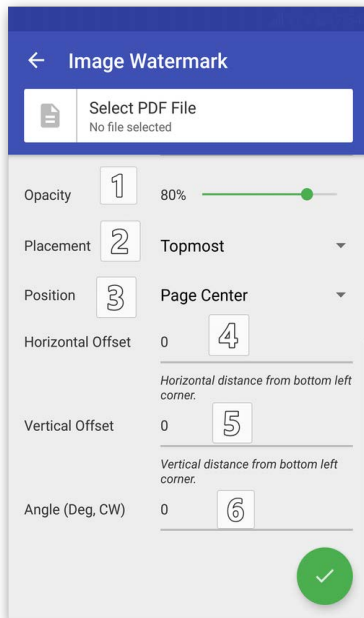 Image Watermark
Select PDF File
No file selected
Opacity 1 80%
Placement 2 Topmost
Position 3 Page Center
Horizontal Offset 0 4
Horizontal distance from bottom left
corner.
Vertical Offset 0 5
Vertical distance from bottom left
corner.
Angle (Deg, CW) 0 6